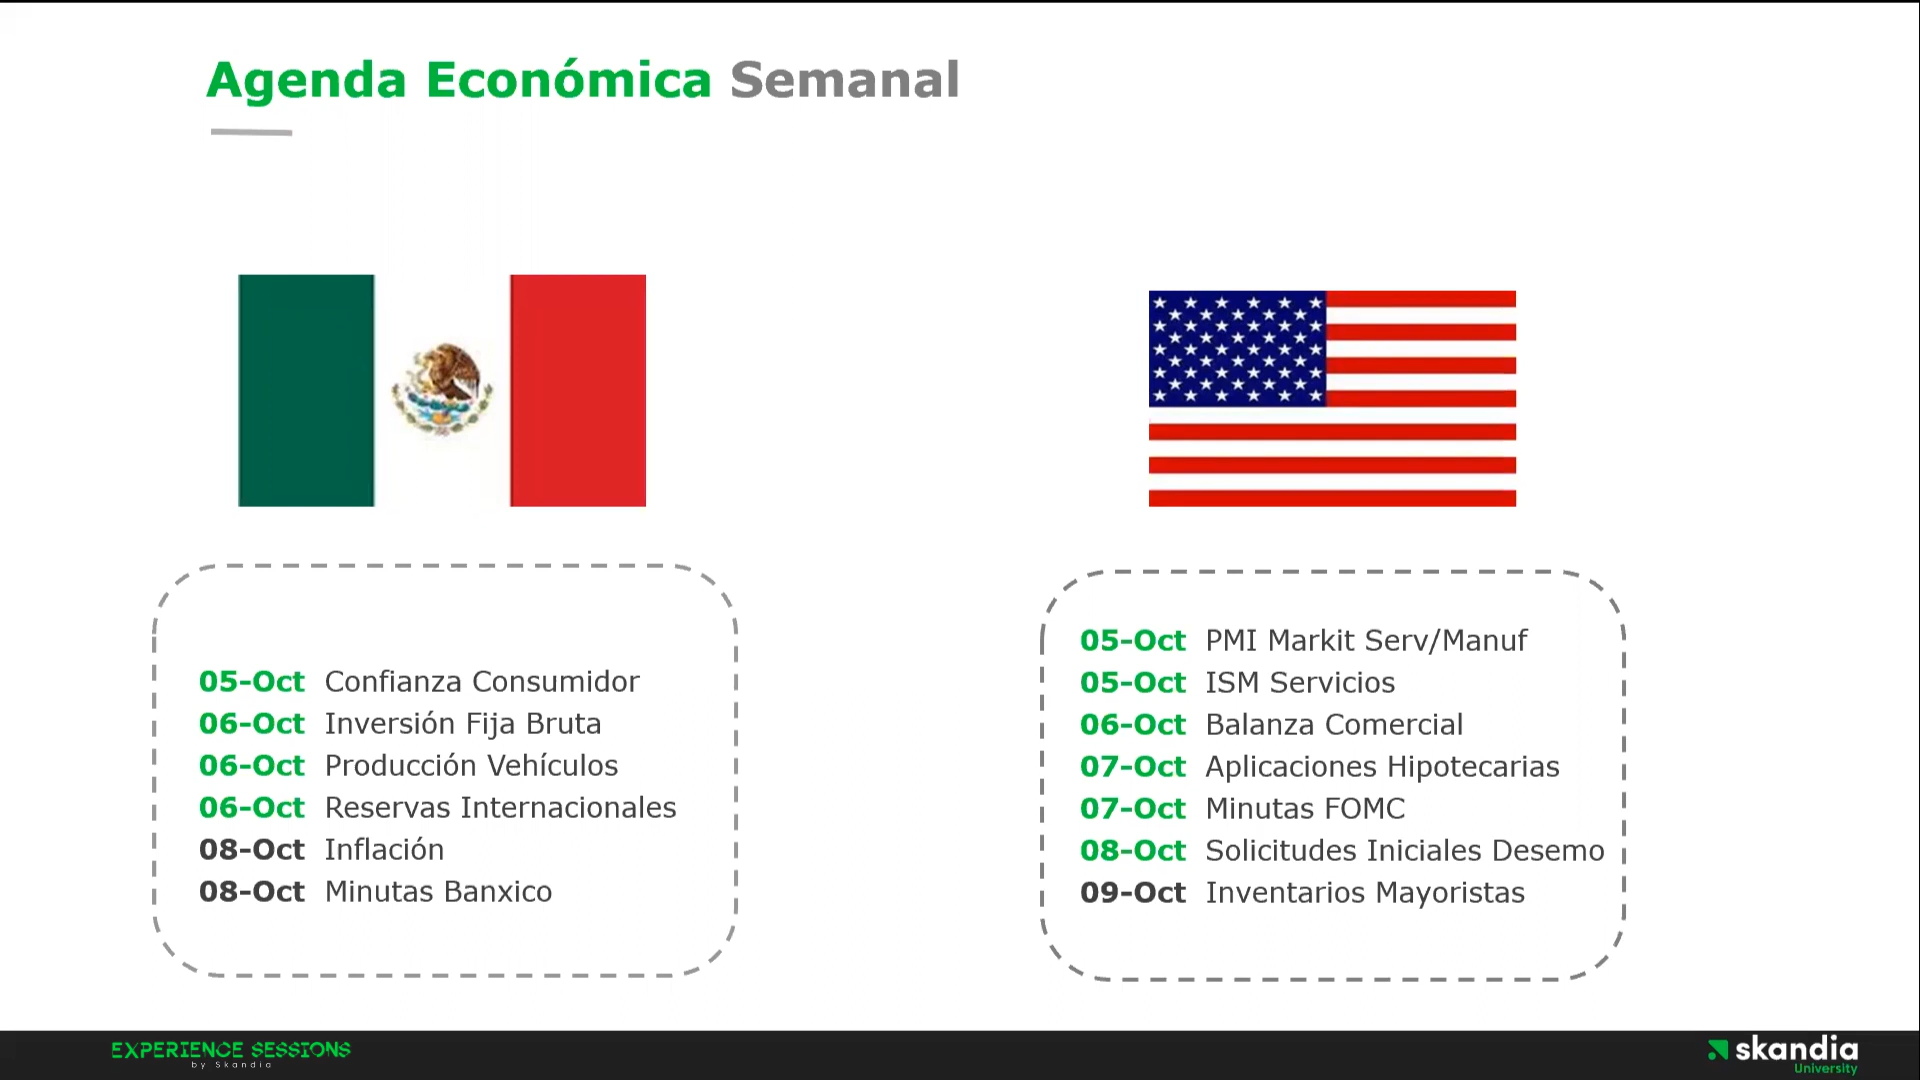 Agenda Económica Semanal
05-Oct Confianza Consumidor
06-Oct Inversión Fija Bruta
06-Oct Producción Vehículos
06-Oct Reservas Internacionales
08-Oct Inflación
08-Oct Minutas Banxico
05-Oct PMI Markit Serv/Manuf
05-Oct ISM Servicios
06-Oct Balanza Comercial
07-Oct Aplicaciones Hipotecarias
07-Oct Minutas FOMC
08-Oct Solicitudes Iniciales Desemo
09-Oct Inventarios Mayoristas
EXPERIENCE SESSIONS
by Skandia
skandia
University